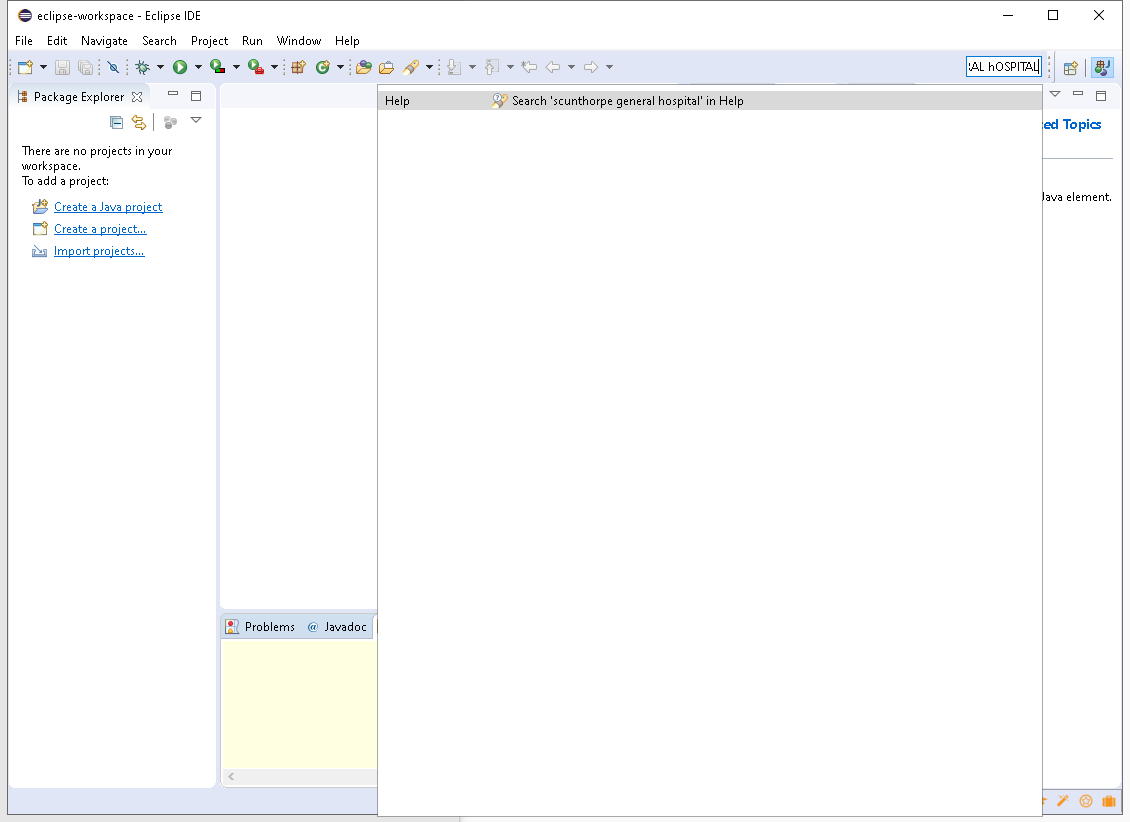 eclipse-workspace - Eclipse IDE
File Edit Navigate Search Project Run Window Help
AL hOSPITAL
Package Explorer
Help Search 'scunthorpe general hospital' in Help
ed Topics
There are no projects in your
workspace.
To add a project:
Java element.
Create a Java project
Create a project...
Import projects...
Problems @ Javadoc